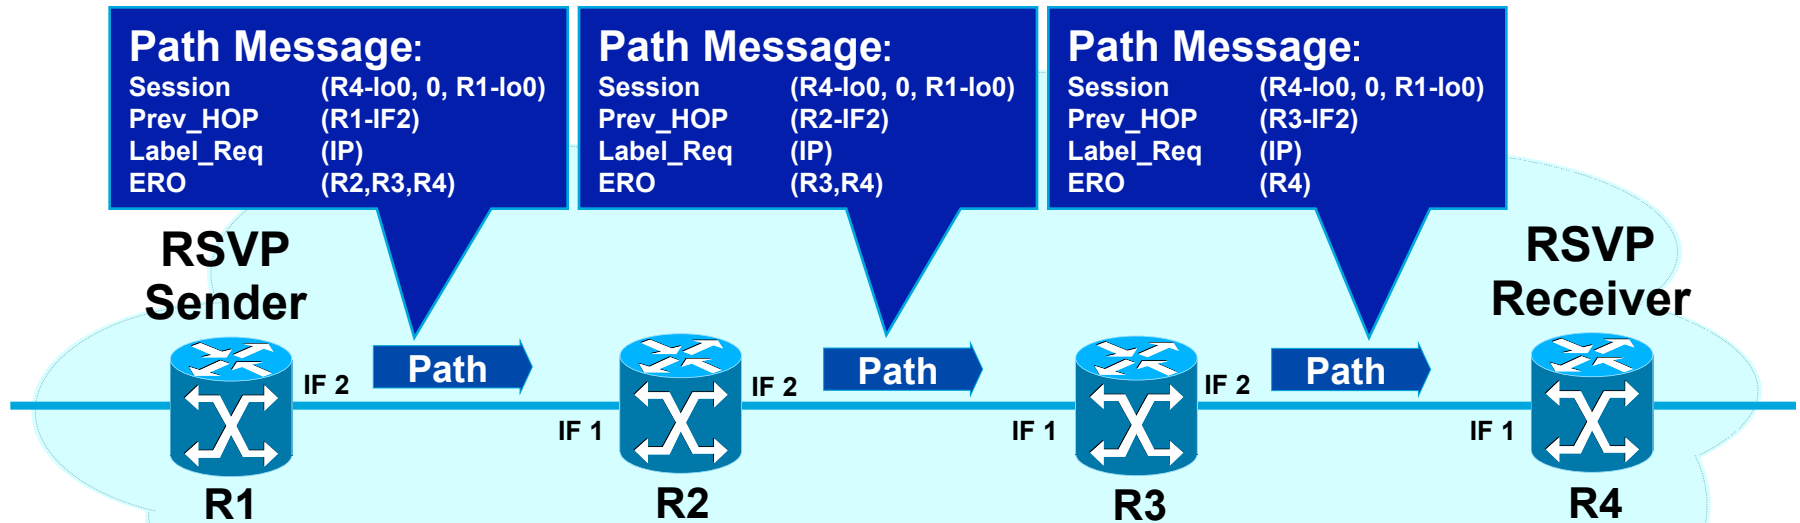 Path Message:
Session (R4-lo0, 0, R1-lo0)
Prev_HOP (R1-IF2)
Label_Req (IP)
ERO (R2,R3,R4)
Path Message:
Session (R4-lo0, 0, R1-lo0)
Prev_HOP (R2-IF2)
Label_Req (IP)
ERO (R3,R4)
Path Message:
Session (R4-lo0, 0, R1-lo0)
Prev_HOP (R3-IF2)
Label_Req (IP)
ERO (R4)
RSVP
Sender
RSVP
Receiver
IF 2
Path
IF 1
IF 2
Path
IF 1
IF 2
Path
IF 1
R1
R2
R3
R4